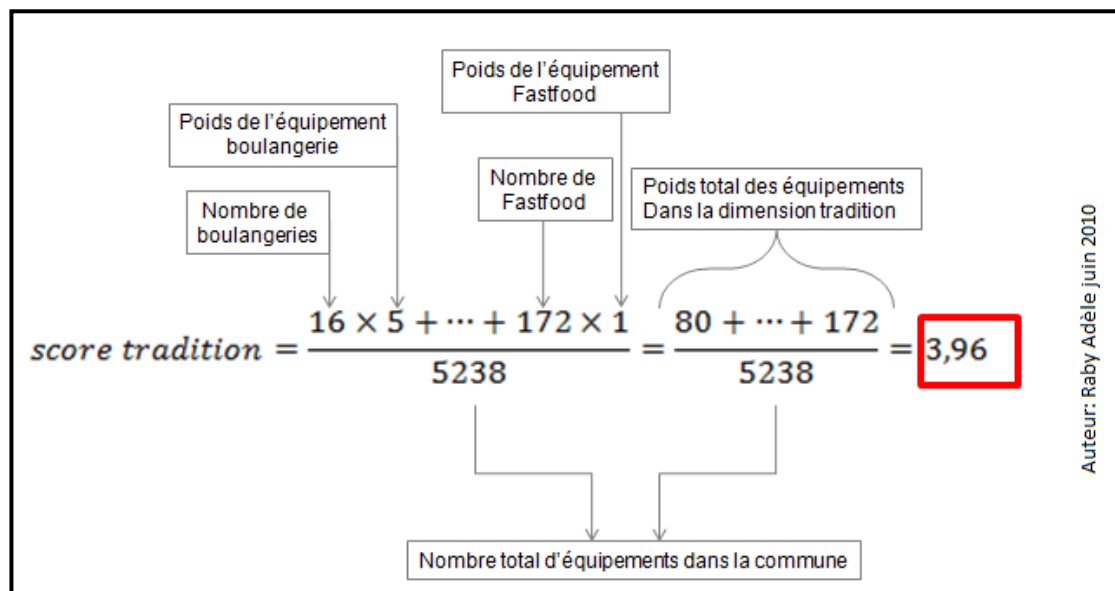 Poids de l'équipement
Fastfood
Poids de l'équipement
boulangerie
Nombre de
Fastfood
Poids total des équipements
Dans la dimension tradition
Nombre de
boulangeries
score tradition = (16 × 5 + ⋯ + 172 × 1) / 5238 = (80 + ⋯ + 172) / 5238 = 3,96
Nombre total d'équipements dans la commune
Auteur: Raby Adèle juin 2010